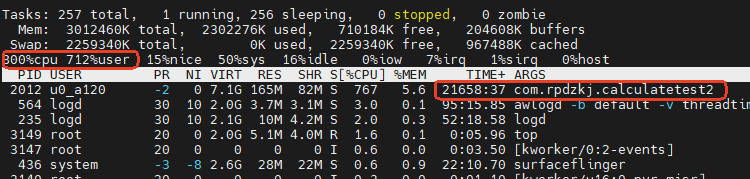 Tasks: 257 total, 1 running, 256 sleeping, 0 stopped, 0 zombie
Mem: 3012460K total, 2302276K used, 710184K free, 204608K buffers
Swap: 2259340K total, 0K used, 2259340K free, 967488K cached
800%cpu 712%user 15%nice 50%sys 16%idle 0%iow 7%irq 1%sirq 0%host
PID USER PR NI VIRT RES SHR S[%CPU] %MEM TIME+ ARGS
2012 u0_a120 -2 0 7.1G 165M 82M S 767 5.6 21658:37 com.rpdzkj.calculatetest2
564 logd 30 10 2.0G 3.7M 3.1M S 3.0 0.1 95:15.85 awlogd -b default -v threadtim
235 logd 30 10 2.1G 10M 4.2M S 2.0 0.3 52:18.58 logd
3149 root 20 0 2.0G 5.1M 4.0M R 1.6 0.1 0:05.96 top
3147 root 20 0 0 0 0 I 0.6 0.0 0:03.50 [kworker/0:2-events]
436 system -3 -8 2.6G 28M 22M S 0.3 0.9 22:10.70 surfaceflinger